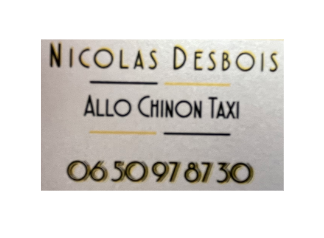 NICOLAS DESBOIS
ALLO CHINON TAXI
06 50 97 87 30